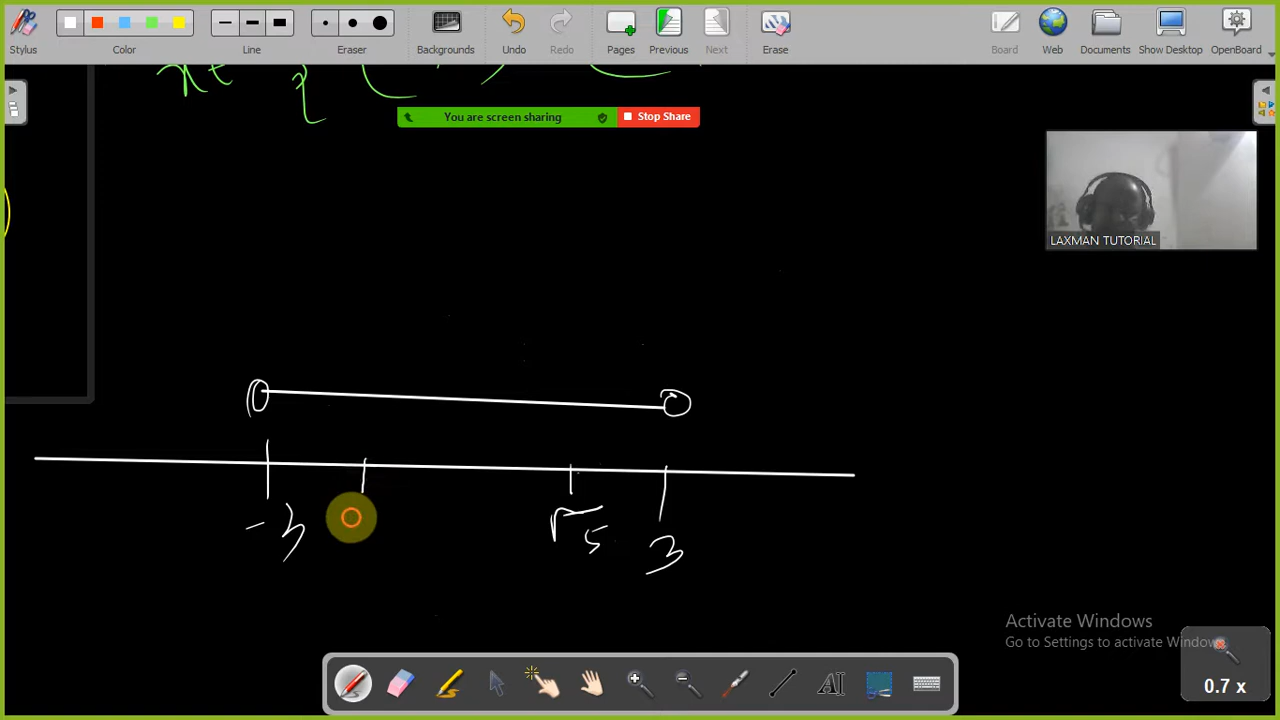 Stylus Color Line Eraser Backgrounds Undo Redo Pages Previous Next Erase Board Web Documents Show Desktop OpenBoard
You are screen sharing Stop Share
LAXMAN TUTORIAL
-3 √5 3
Activate Windows
Go to Settings to activate Windows.
0.7 x